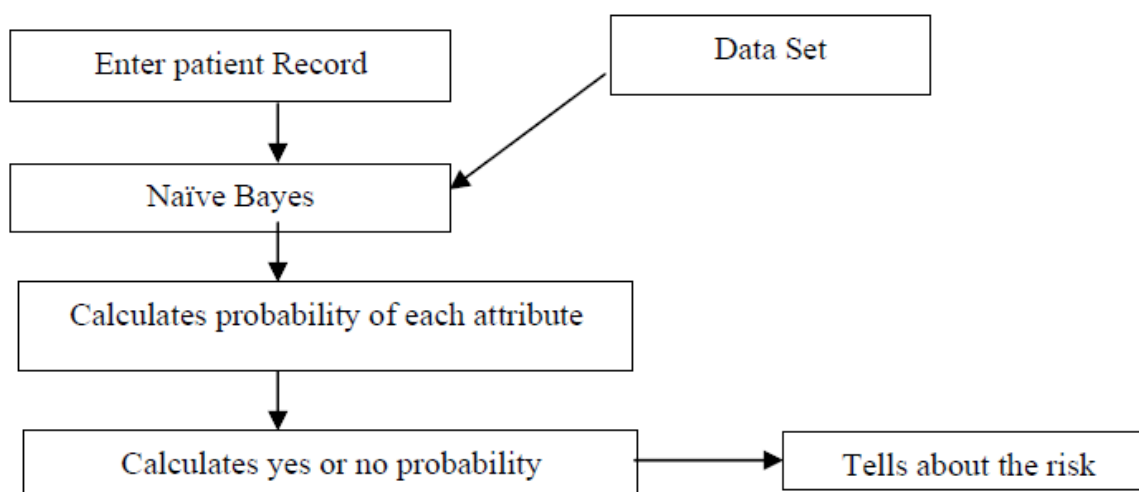 Enter patient Record
Data Set
Naïve Bayes
Calculates probability of each attribute
Calculates yes or no probability
Tells about the risk